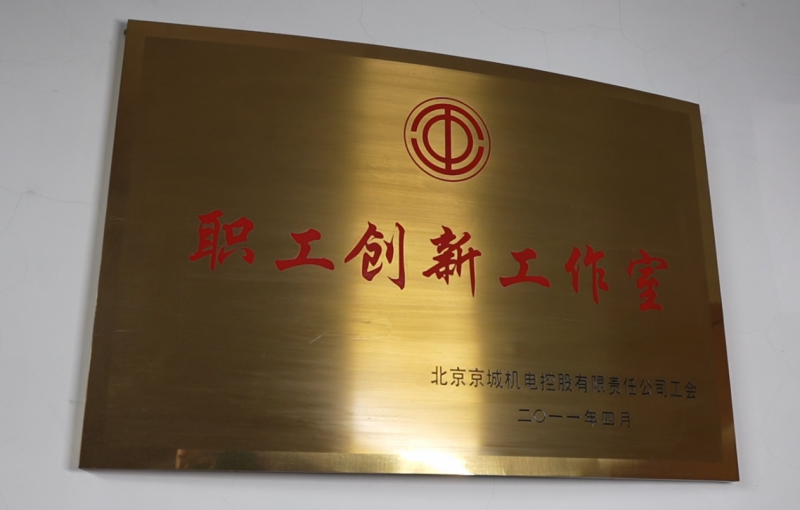 职工创新工作室
北京京城机电控股有限责任公司工会
二〇一一年四月